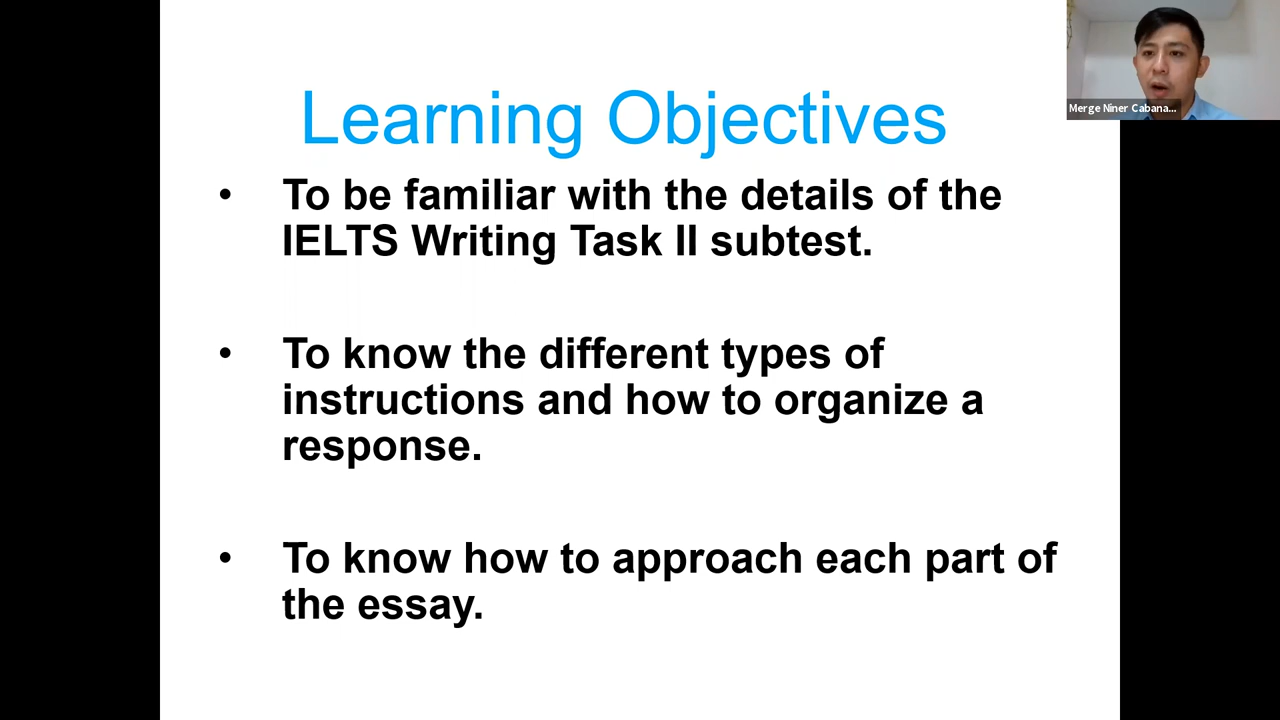 Learning Objectives
Merge Niner Cabana...
• To be familiar with the details of the
IELTS Writing Task II subtest.
• To know the different types of
instructions and how to organize a
response.
• To know how to approach each part of
the essay.